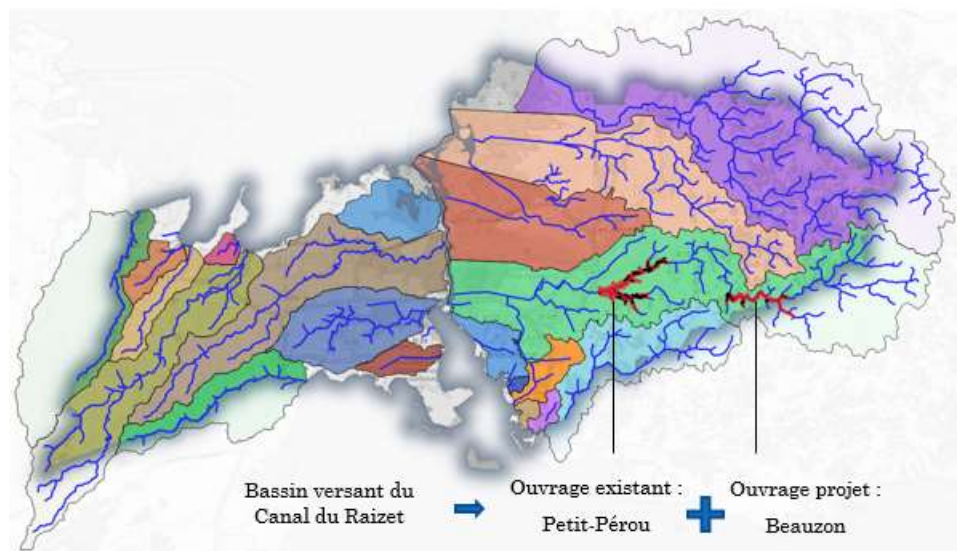 Bassin versant du
Canal du Raizet
Ouvrage existant :
Petit-Pérou
Ouvrage projet :
Beauzon